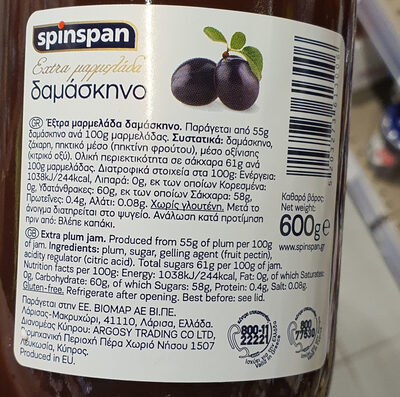 spinspan
Extra μαρμελάδα
δαμάσκηνο
GR Έξτρα μαρμελάδα δαμάσκηνο. Παράγεται από 55g
δαμάσκηνο ανά 100g μαρμελάδας. Συστατικά: δαμάσκηνο,
ζάχαρη, πηκτικό μέσο (πηκτίνη φρούτου), μέσο οξίνισης
(κιτρικό οξύ). Ολική περιεκτικότητα σε σάκχαρα 61g ανά
100g μαρμελάδας. Διατροφικά στοιχεία στα 100g: Ενέργεια:
1038kJ/244kcal, Λιπαρά: 0g, εκ των οποίων Κορεσμένα:
0g, Υδατάνθρακες: 60g, εκ των οποίων Σάκχαρα: 58g,
Πρωτεΐνες: 0.4g, Αλάτι: 0.08g. Χωρίς γλουτένη. Μετά το
άνοιγμα διατηρείται στο ψυγείο. Ανάλωση κατά προτίμηση
πριν από: Βλέπε καπάκι.
Καθαρό βάρος:
Net weight:
600g e
www.spinspan.gr
GB Extra plum jam. Produced from 55g of plum per 100g
of jam. Ingredients: plum, sugar, gelling agent (fruit pectin),
acidity regulator (citric acid). Total sugars 61g per 100g of jam.
Nutrition facts per 100g: Energy: 1038kJ/244kcal, Fat: 0g, of which Saturates:
0g, Carbohydrate: 60g, of which Sugars: 58g, Protein: 0.4g, Salt: 0.08g.
Gluten-free. Refrigerate after opening. Best before: see lid.
Παράγεται στην ΕΕ. ΒΙΟΜΑΡ ΑΕ ΒΙ.ΠΕ.
Λάρισας-Μακρυχώρι, 41110, Λάρισα, Ελλάδα.
Διανομέας Κύπρου: ARGOSY TRADING CO LTD,
Βιομηχανική Περιοχή Πέρα Χωριό Νήσου 1507
Λευκωσία, Κύπρος.
Produced in EU.
800-11
22221
800
77530